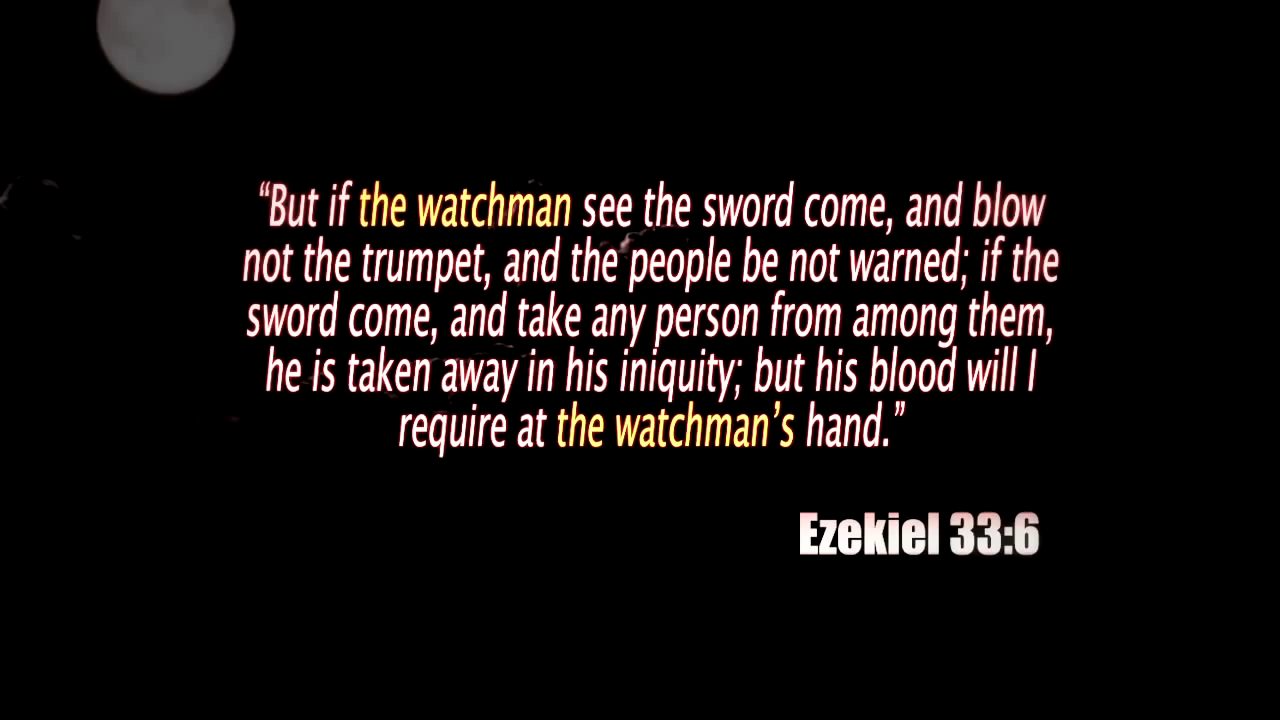 “But if the watchman see the sword come, and blow
not the trumpet, and the people be not warned; if the
sword come, and take any person from among them,
he is taken away in his iniquity; but his blood will I
require at the watchman’s hand.”
Ezekiel 33:6